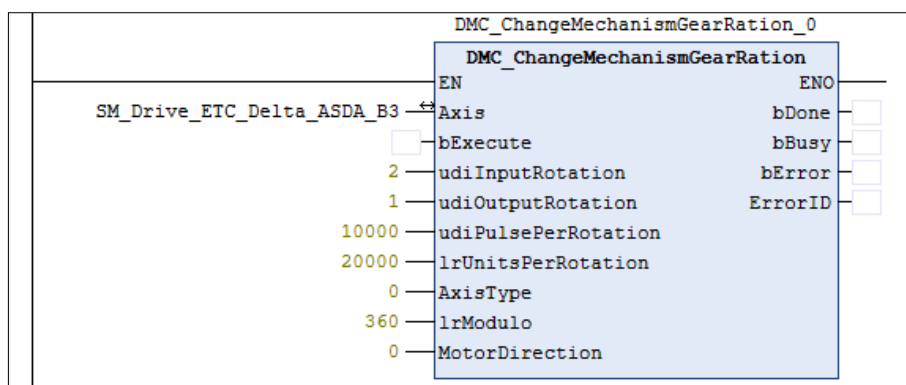 DMC_ChangeMechanismGearRation_0
DMC_ChangeMechanismGearRation
EN ENO
SM_Drive_ETC_Delta_ASDA_B3 Axis bDone
bExecute bBusy
2 udiInputRotation bError
1 udiOutputRotation ErrorID
10000 udiPulsePerRotation
20000 lrUnitsPerRotation
0 AxisType
360 lrModulo
0 MotorDirection